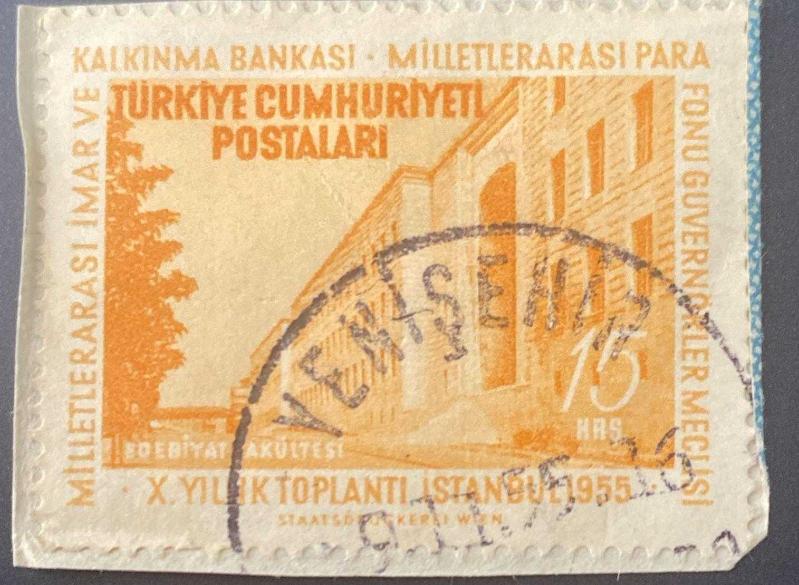 MİLLETLERARASI İMAR VE
KALKINMA BANKASI · MİLLETLERARASI PARA
FONU GUVERNÖRLER MECLİSİ
TÜRKİYE CUMHURİYETİ
POSTALARI
15
KRŞ
EDEBİYAT FAKÜLTESİ
· X. YILLIK TOPLANTI, İSTANBUL 1955 ·
STAATSDRUCKEREI WIEN
YENİŞEHİR